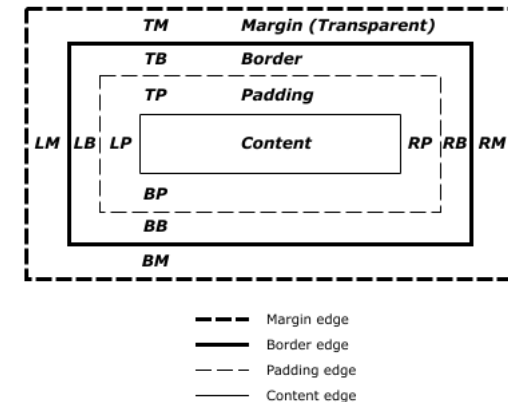 TM Margin (Transparent)
TB Border
TP Padding
LM LB LP Content RP RB RM
BP
BB
BM
Margin edge
Border edge
Padding edge
Content edge